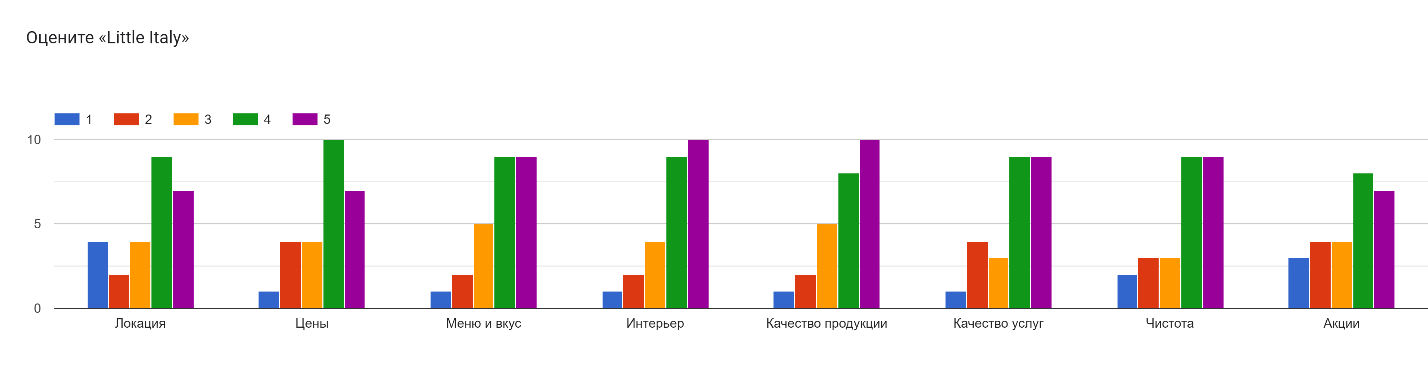 Оцените «Little Italy»
1 2 3 4 5
10
5
0
Локация Цены Меню и вкус Интерьер Качество продукции Качество услуг Чистота Акции